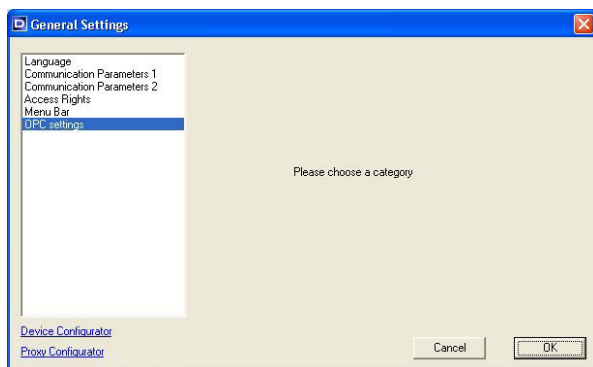 General Settings
Language
Communication Parameters 1
Communication Parameters 2
Access Rights
Menu Bar
OPC settings
Please choose a category
Device Configurator
Proxy Configurator
Cancel
OK